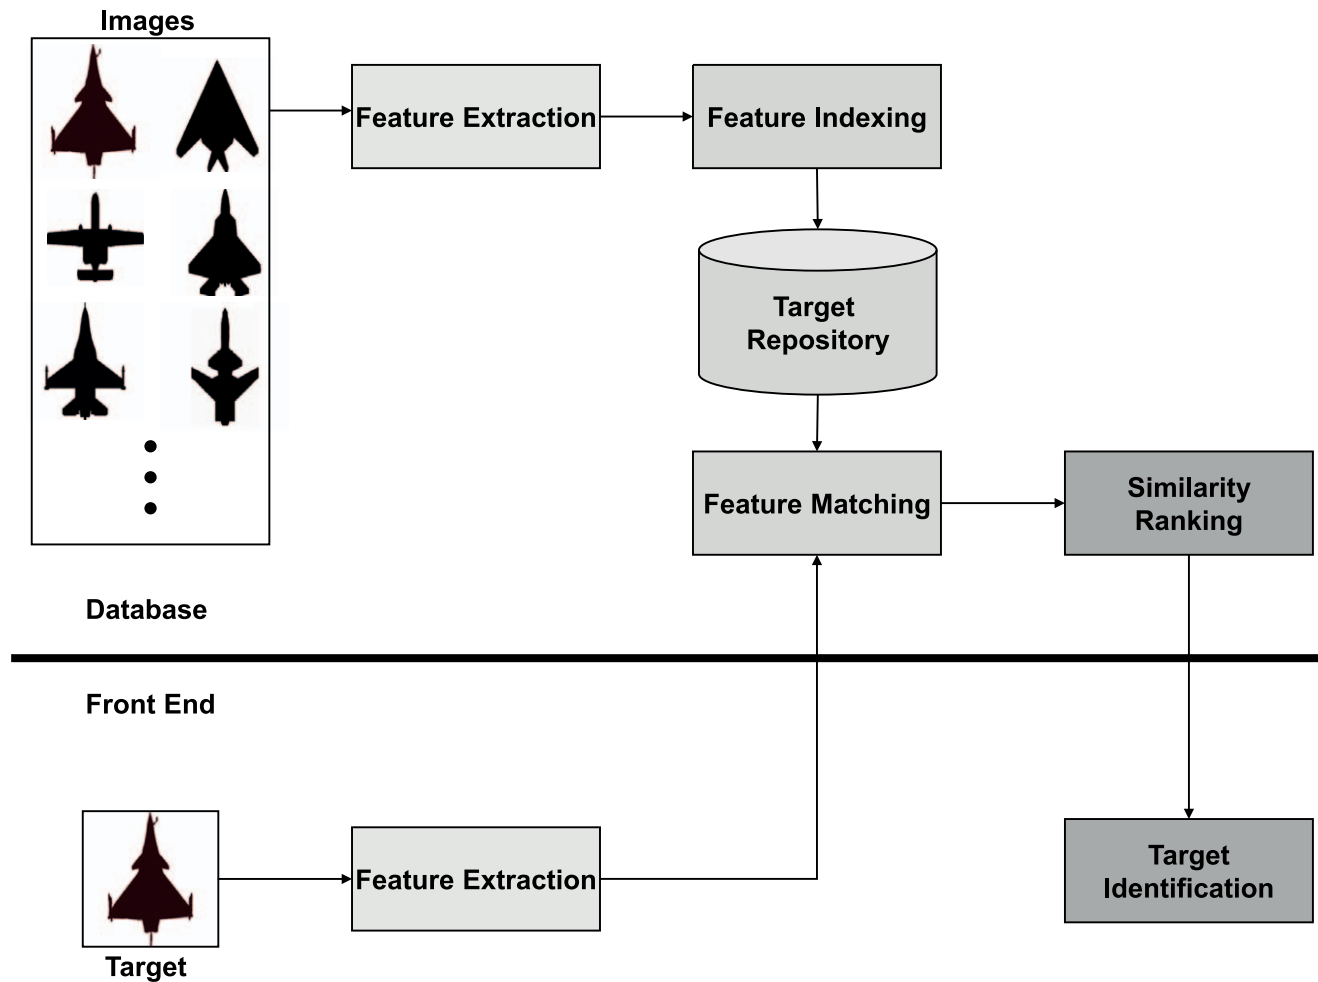 Images
Feature Extraction
Feature Indexing
Target
Repository
Feature Matching
Similarity
Ranking
Database
Front End
Feature Extraction
Target
Identification
Target